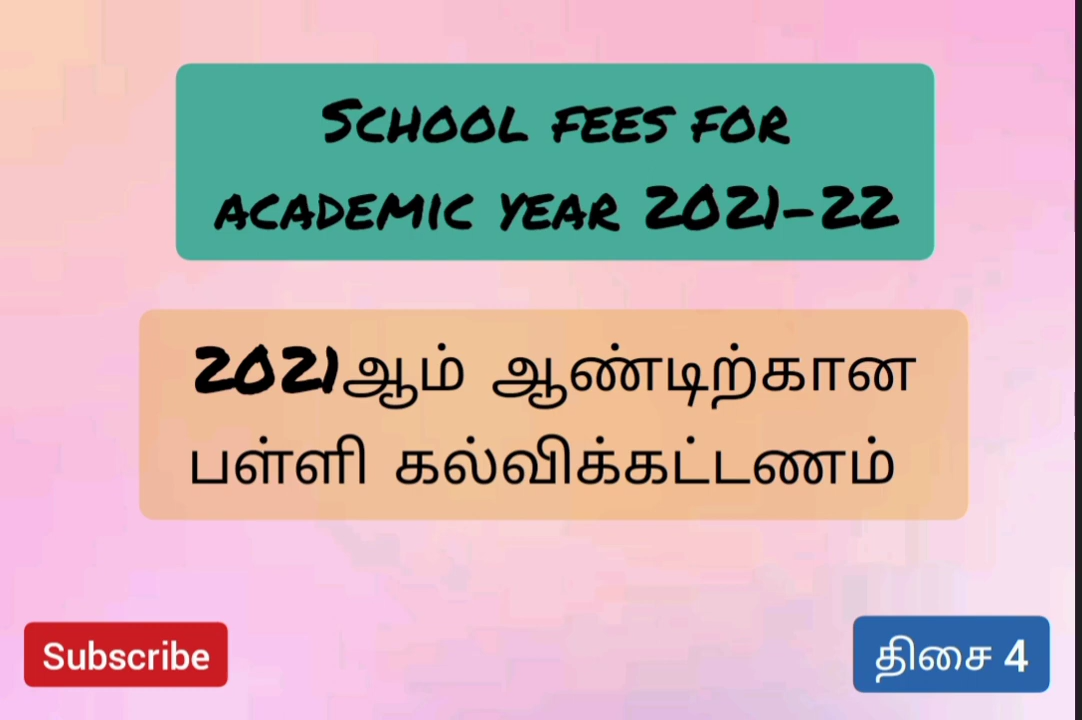 School fees for
academic year 2021-22
2021ஆம் ஆண்டிற்கான
பள்ளி கல்விக்கட்டணம்
Subscribe
திசை 4